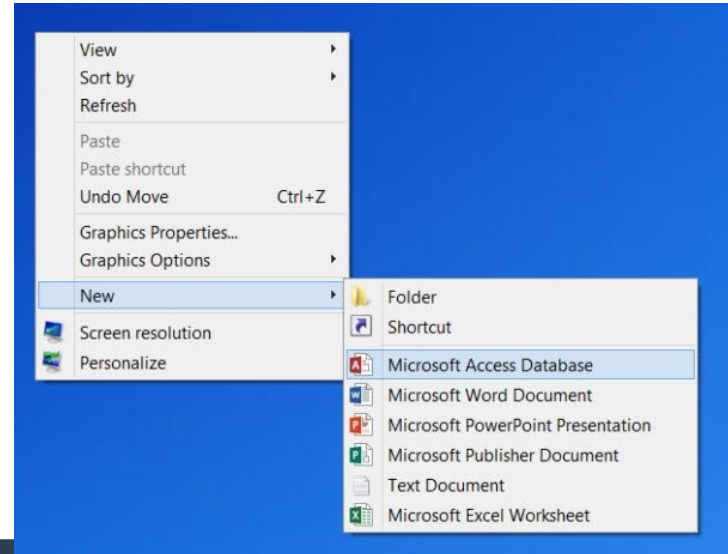 View
Sort by
Refresh
Paste
Paste shortcut
Undo Move Ctrl+Z
Graphics Properties...
Graphics Options
New
Screen resolution
Personalize
Folder
Shortcut
Microsoft Access Database
Microsoft Word Document
Microsoft PowerPoint Presentation
Microsoft Publisher Document
Text Document
Microsoft Excel Worksheet